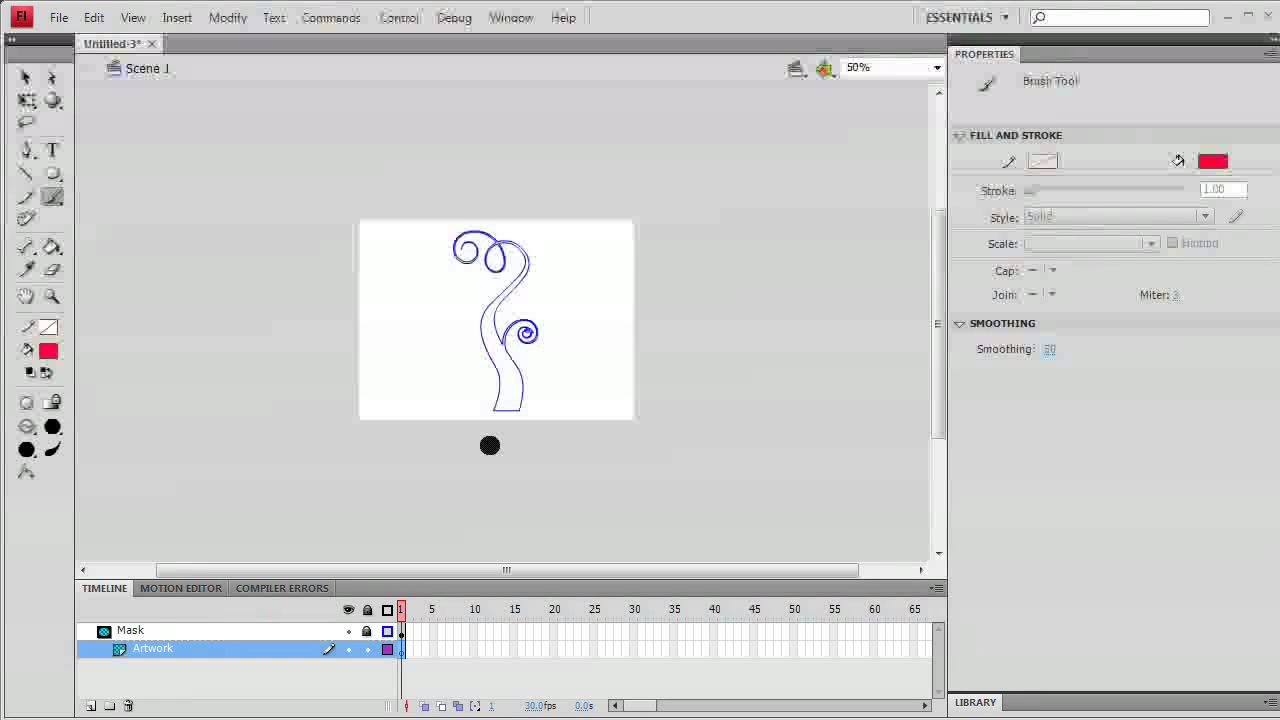 Fl File Edit View Insert Modify Text Commands Control Debug Window Help ESSENTIALS
Untitled-3*
Scene 1 50%
PROPERTIES
Brush Tool
FILL AND STROKE
Stroke: 1.00
Style: Solid
Scale: Hinting
Cap:
Join: Miter: 3
SMOOTHING
Smoothing: 50
TIMELINE MOTION EDITOR COMPILER ERRORS
1 5 10 15 20 25 30 35 40 45 50 55 60 65
Mask
Artwork
1 30.0fps 0.0s
LIBRARY